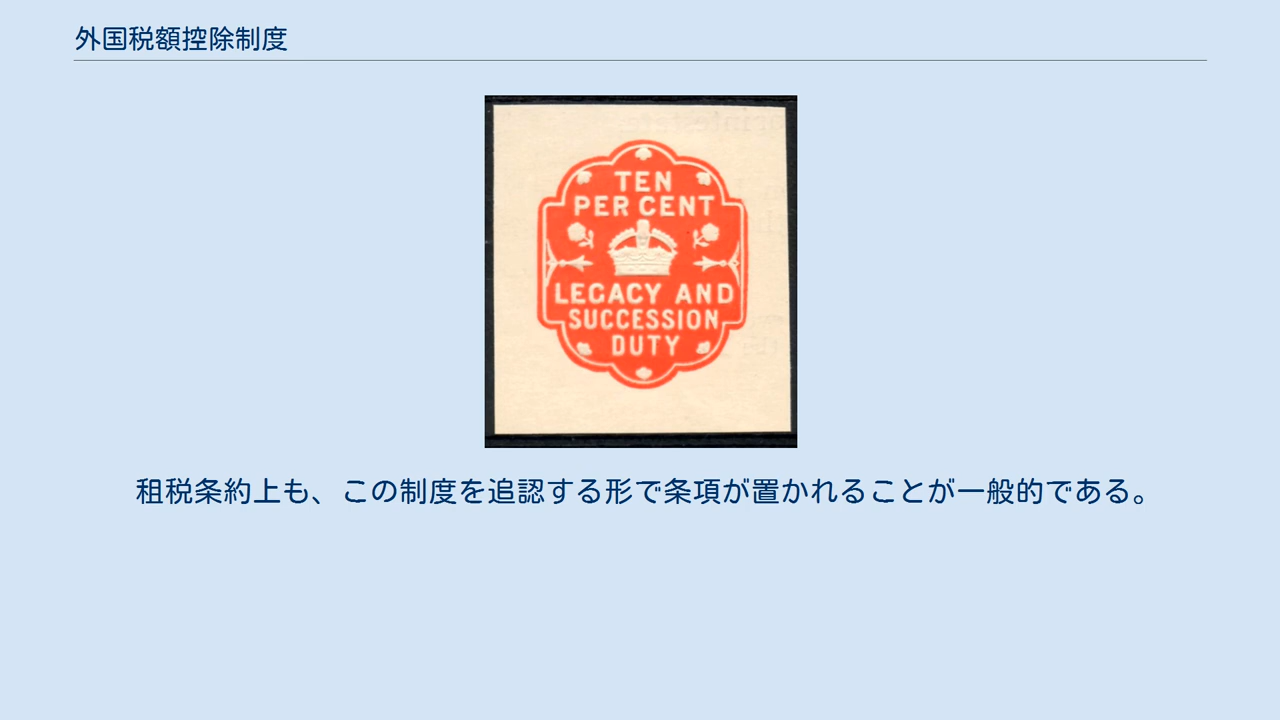 外国税額控除制度
TEN
PER CENT
LEGACY AND
SUCCESSION
DUTY
租税条約上も、この制度を追認する形で条項が置かれることが一般的である。